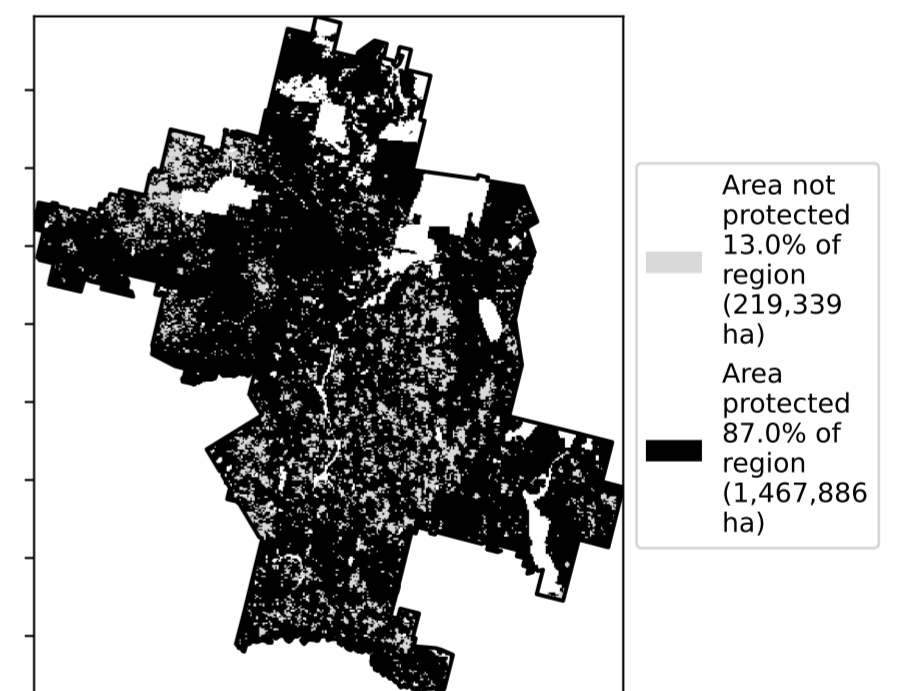 Area not
protected
13.0% of
region
(219,339
ha)
Area
protected
87.0% of
region
(1,467,886
ha)